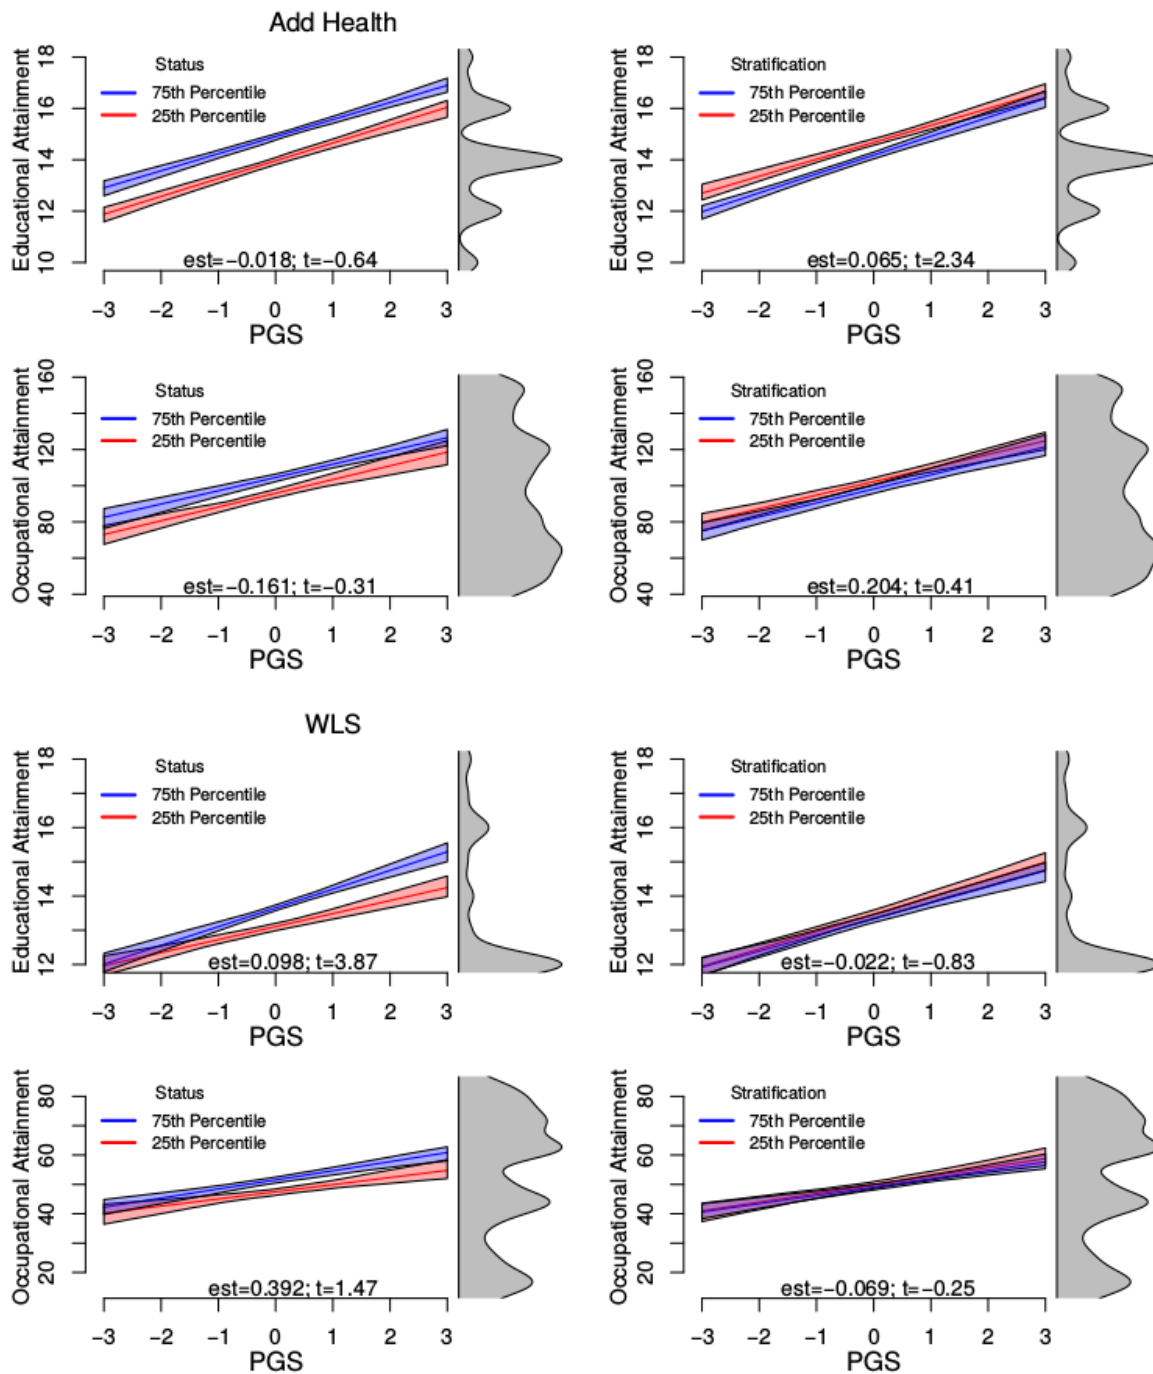 Add Health
Educational Attainment
10 12 14 16 18
Status
75th Percentile
25th Percentile
est=−0.018; t=−0.64
−3 −2 −1 0 1 2 3
PGS
Educational Attainment
10 12 14 16 18
Stratification
75th Percentile
25th Percentile
est=0.065; t=2.34
−3 −2 −1 0 1 2 3
PGS
Occupational Attainment
40 80 120 160
Status
75th Percentile
25th Percentile
est=−0.161; t=−0.31
−3 −2 −1 0 1 2 3
PGS
Occupational Attainment
40 80 120 160
Stratification
75th Percentile
25th Percentile
est=0.204; t=0.41
−3 −2 −1 0 1 2 3
PGS
WLS
Educational Attainment
12 14 16 18
Status
75th Percentile
25th Percentile
est=0.098; t=3.87
−3 −2 −1 0 1 2 3
PGS
Educational Attainment
12 14 16 18
Stratification
75th Percentile
25th Percentile
est=−0.022; t=−0.83
−3 −2 −1 0 1 2 3
PGS
Occupational Attainment
20 40 60 80
Status
75th Percentile
25th Percentile
est=0.392; t=1.47
−3 −2 −1 0 1 2 3
PGS
Occupational Attainment
20 40 60 80
Stratification
75th Percentile
25th Percentile
est=−0.069; t=−0.25
−3 −2 −1 0 1 2 3
PGS